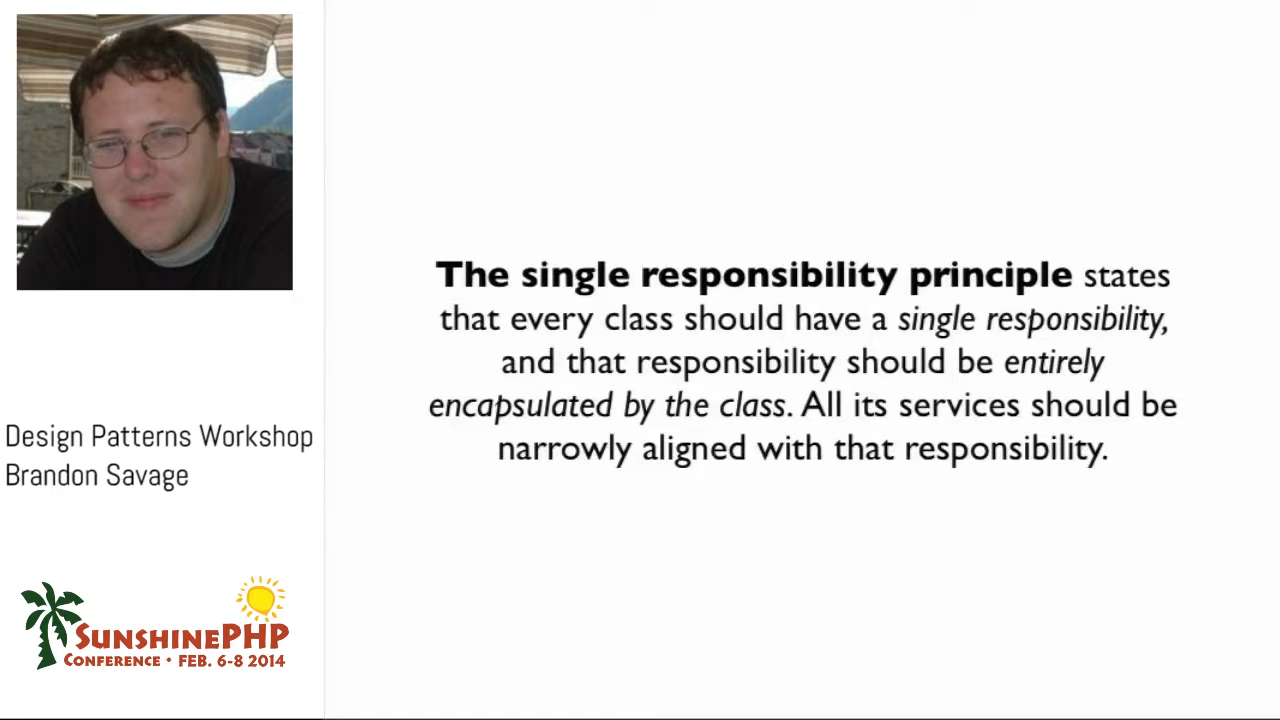 The single responsibility principle states
that every class should have a single responsibility,
and that responsibility should be entirely
encapsulated by the class. All its services should be
narrowly aligned with that responsibility.
Design Patterns Workshop
Brandon Savage
SunshinePHP
Conference • Feb. 6-8 2014